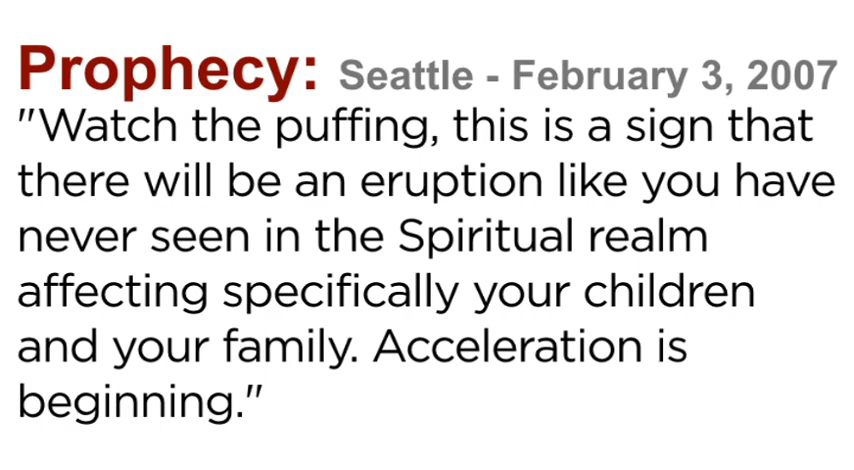 Prophecy: Seattle - February 3, 2007
"Watch the puffing, this is a sign that
there will be an eruption like you have
never seen in the Spiritual realm
affecting specifically your children
and your family. Acceleration is
beginning."